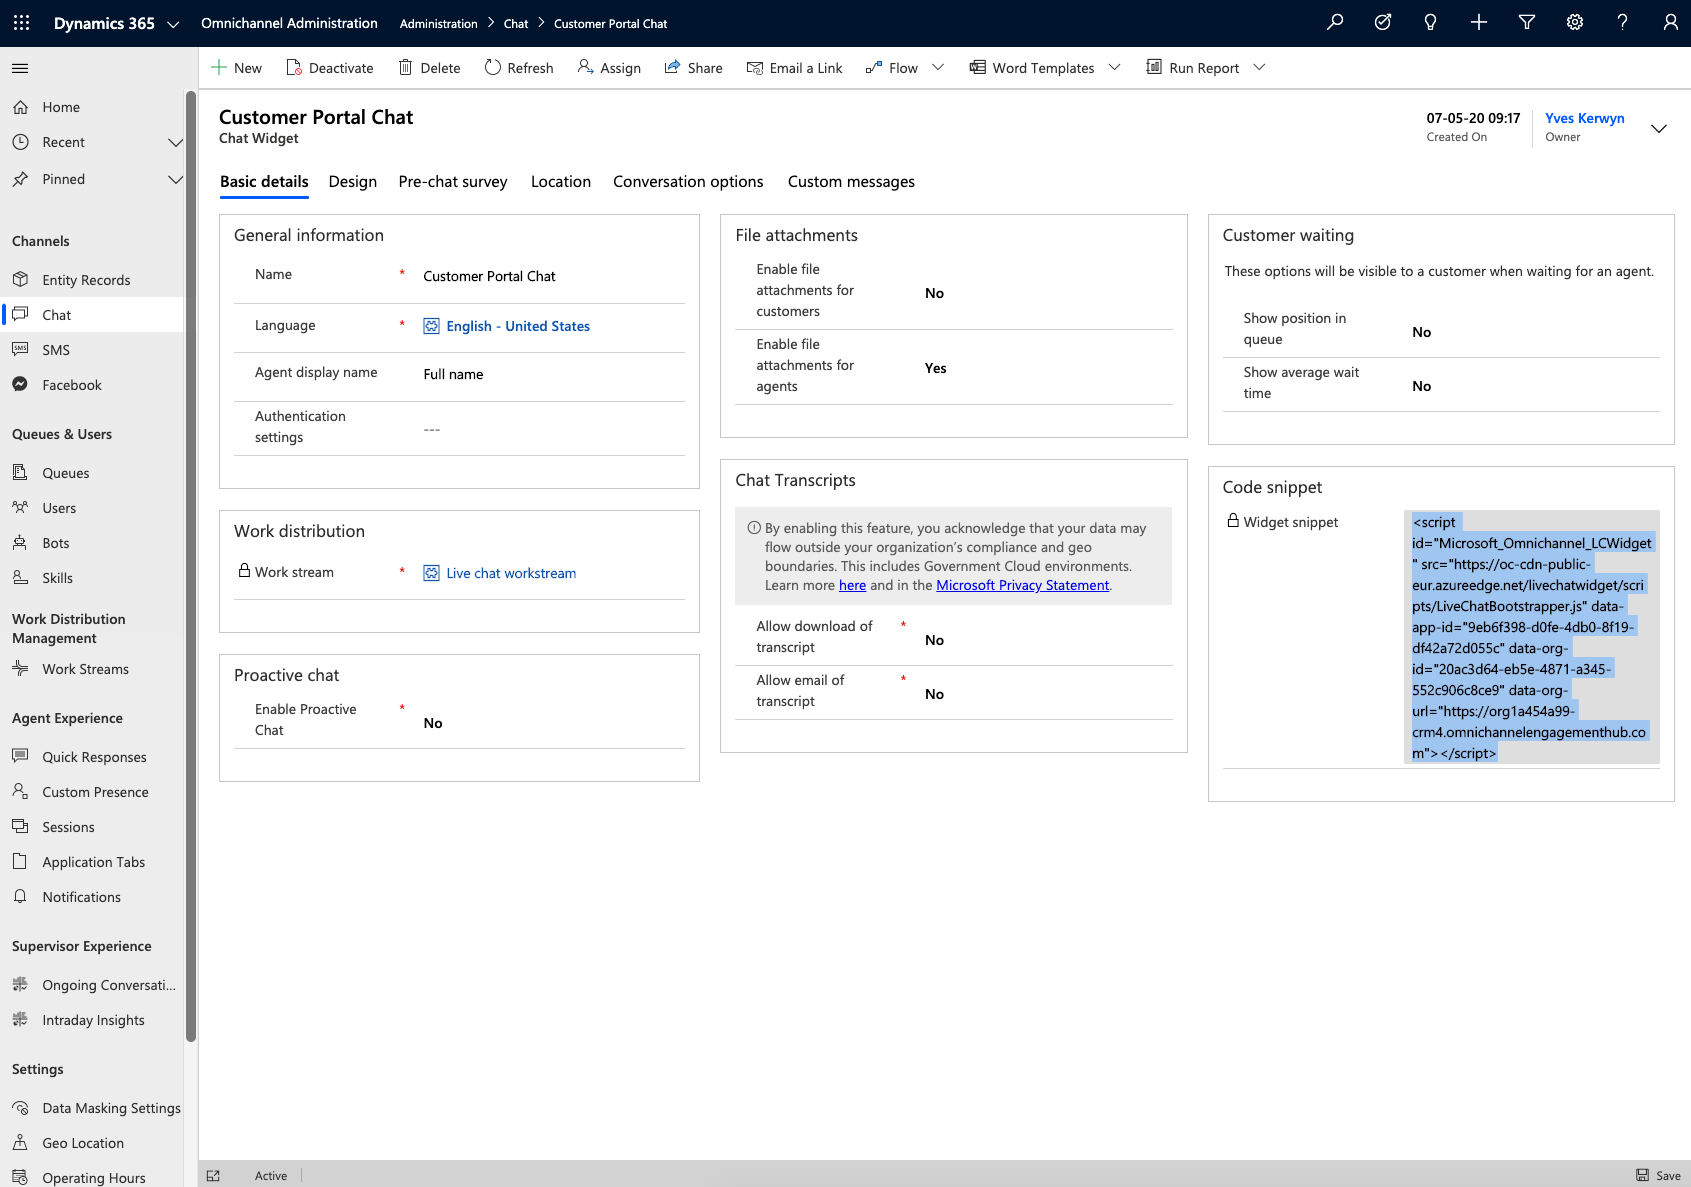 Dynamics 365
Omnichannel Administration
Administration > Chat > Customer Portal Chat
New
Deactivate
Delete
Refresh
Assign
Share
Email a Link
Flow
Word Templates
Run Report
Home
Recent
Pinned
Channels
Entity Records
Chat
SMS
Facebook
Queues & Users
Queues
Users
Bots
Skills
Work Distribution
Management
Work Streams
Agent Experience
Quick Responses
Custom Presence
Sessions
Application Tabs
Notifications
Supervisor Experience
Ongoing Conversati...
Intraday Insights
Settings
Data Masking Settings
Geo Location
Operating Hours
Customer Portal Chat
Chat Widget
07-05-20 09:17
Created On
Yves Kerwyn
Owner
Basic details
Design
Pre-chat survey
Location
Conversation options
Custom messages
General information
Name * Customer Portal Chat
Language * English - United States
Agent display name Full name
Authentication
settings
---
Work distribution
Work stream * Live chat workstream
Proactive chat
Enable Proactive
Chat
* No
File attachments
Enable file
attachments for
customers
No
Enable file
attachments for
agents
Yes
Chat Transcripts
By enabling this feature, you acknowledge that your data may
flow outside your organization's compliance and geo
boundaries. This includes Government Cloud environments.
Learn more here and in the Microsoft Privacy Statement.
Allow download of
transcript
* No
Allow email of
transcript
* No
Customer waiting
These options will be visible to a customer when waiting for an agent.
Show position in
queue
No
Show average wait
time
No
Code snippet
Widget snippet
<script
id="Microsoft_Omnichannel_LCWidget
" src="https://oc-cdn-public-
eur.azureedge.net/livechatwidget/scri
pts/LiveChatBootstrapper.js" data-
app-id="9eb6f398-d0fe-4db0-8f19-
df42a72d055c" data-org-
id="20ac3d64-eb5e-4871-a345-
552c906c8ce9" data-org-
url="https://org1a454a99-
crm4.omnichannelengagementhub.co
m"></script>
Active
Save